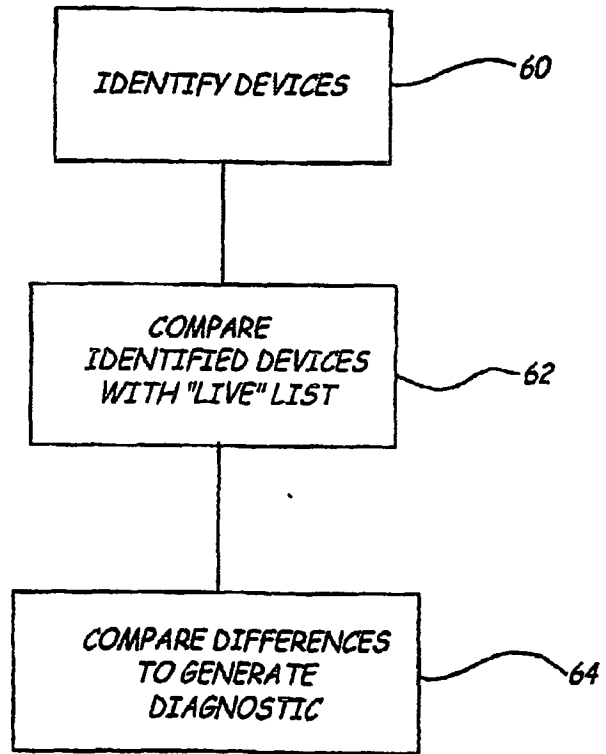 IDENTIFY DEVICES
60
COMPARE
IDENTIFIED DEVICES
WITH "LIVE" LIST
62
COMPARE DIFFERENCES
TO GENERATE
DIAGNOSTIC
64